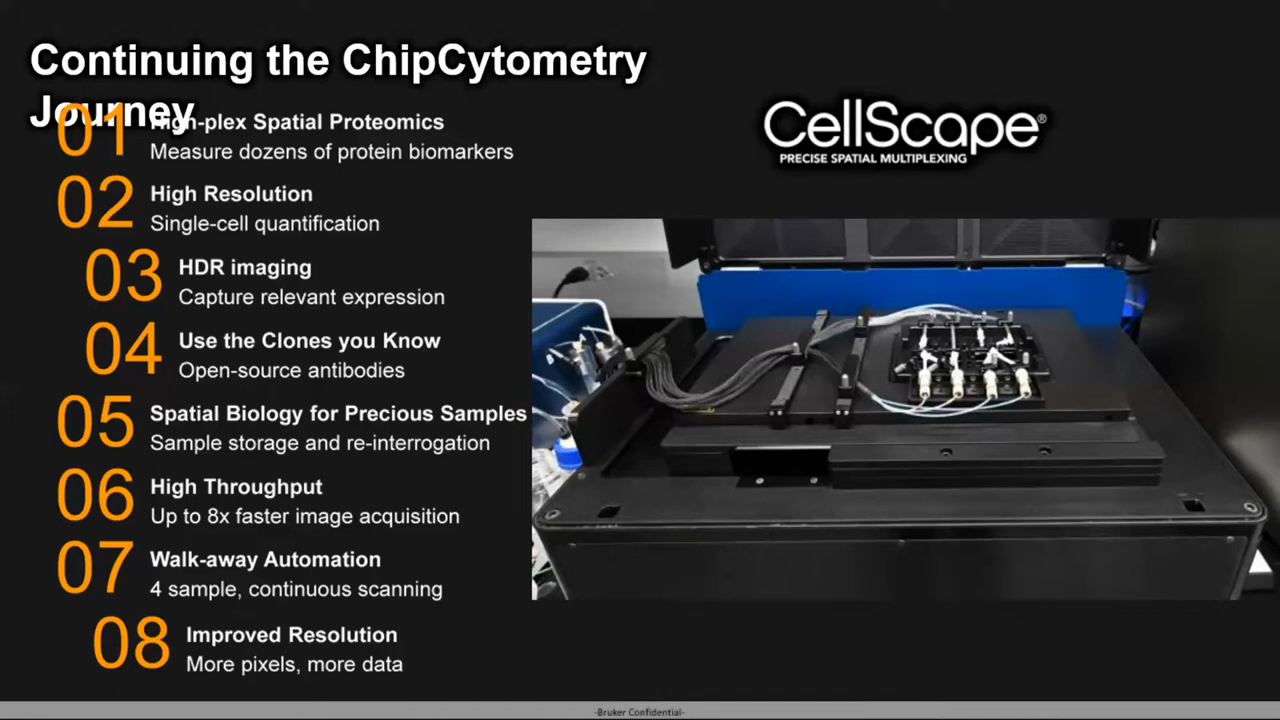 Continuing the ChipCytometry
Journey
01 High-plex Spatial Proteomics
Measure dozens of protein biomarkers
02 High Resolution
Single-cell quantification
03 HDR imaging
Capture relevant expression
04 Use the Clones you Know
Open-source antibodies
05 Spatial Biology for Precious Samples
Sample storage and re-interrogation
06 High Throughput
Up to 8x faster image acquisition
07 Walk-away Automation
4 sample, continuous scanning
08 Improved Resolution
More pixels, more data
CellScape®
PRECISE SPATIAL MULTIPLEXING
-Bruker Confidential-